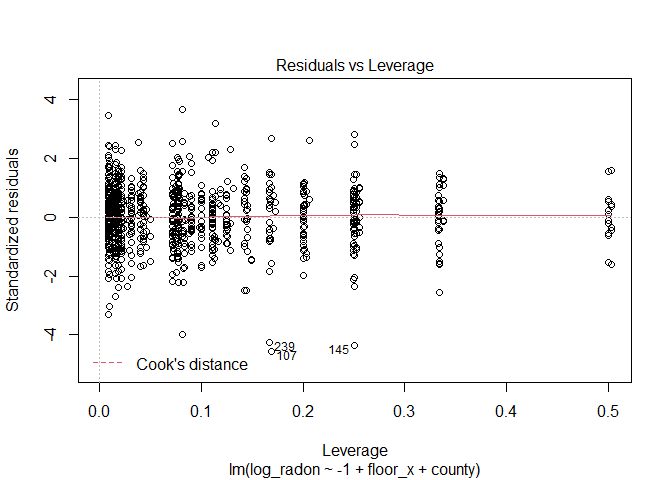 Residuals vs Leverage
Standardized residuals
4
2
0
-2
-4
239
107
145
Cook's distance
0.0 0.1 0.2 0.3 0.4 0.5
Leverage
lm(log_radon ~ -1 + floor_x + county)